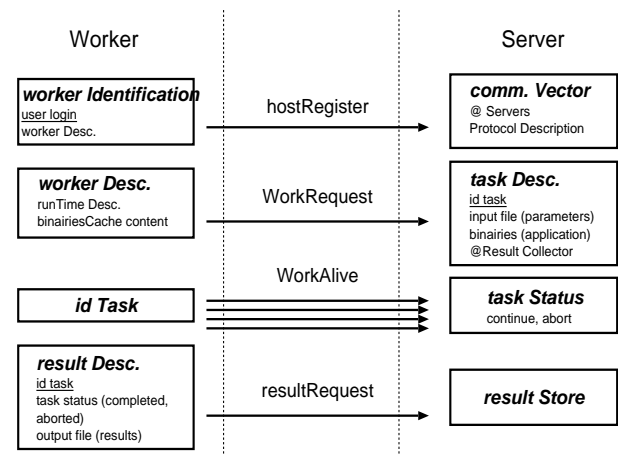 Worker
Server
worker Identification
user login
worker Desc.
hostRegister
comm. Vector
@ Servers
Protocol Description
worker Desc.
runTime Desc.
binairiesCache content
WorkRequest
task Desc.
id task
input file (parameters)
binaries (application)
@Result Collector
WorkAlive
id Task
task Status
continue, abort
result Desc.
id task
task status (completed,
aborted)
output file (results)
resultRequest
result Store